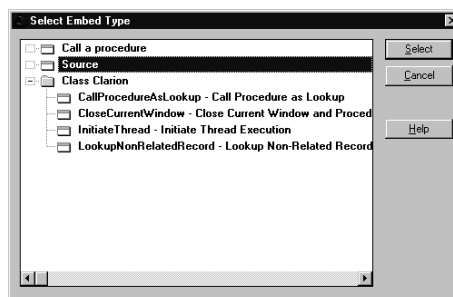 Select Embed Type
Call a procedure
Source
Class Clarion
CallProcedureAsLookup - Call Procedure as Lookup
CloseCurrentWindow - Close Current Window and Proced
InitiateThread - Initiate Thread Execution
LookupNonRelatedRecord - Lookup Non-Related Record
Select
Cancel
Help